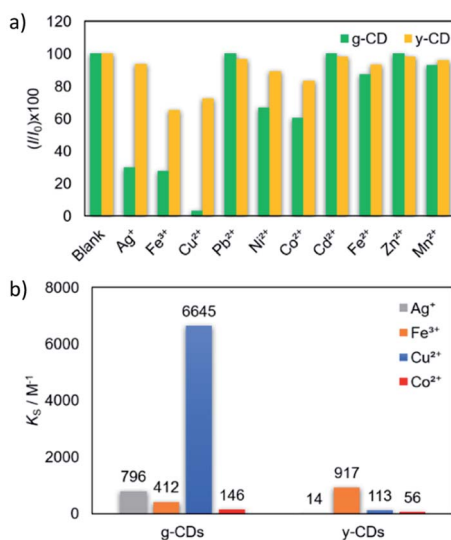 a)
120
100
80
60
40
20
0
(I/I₀)x100
g-CD
y-CD
Blank
Ag⁺
Fe³⁺
Cu²⁺
Pb²⁺
Ni²⁺
Co²⁺
Cd²⁺
Fe²⁺
Zn²⁺
Mn²⁺
b)
8000
6000
4000
2000
0
K_S / M⁻¹
Ag⁺
Fe³⁺
Cu²⁺
Co²⁺
796
412
6645
146
14
917
113
56
g-CDs
y-CDs